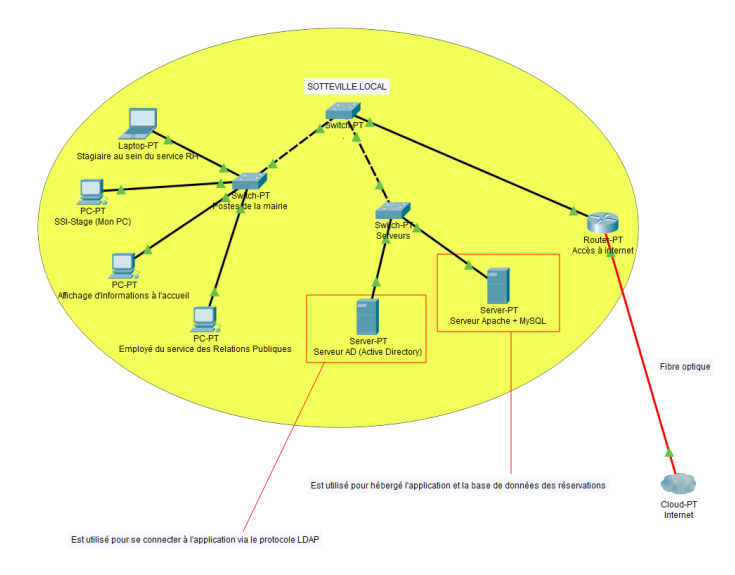 SOTTEVILLE.LOCAL
Switch-PT
.
Laptop-PT
Stagiaire au sein du service RH
Switch-PT
Postes de la mairie
PC-PT
SSI-Stage (Mon PC)
Switch-PT
Serveurs
Router-PT
Accès à internet
PC-PT
Affichage d'informations à l'accueil
Server-PT
Serveur Apache + MySQL
PC-PT
Employé du service des Relations Publiques
Server-PT
Serveur AD (Active Directory)
Fibre optique
Est utilisé pour hébergé l'application et la base de données des réservations
Cloud-PT
Internet
Est utilisé pour se connecter à l'application via le protocole LDAP